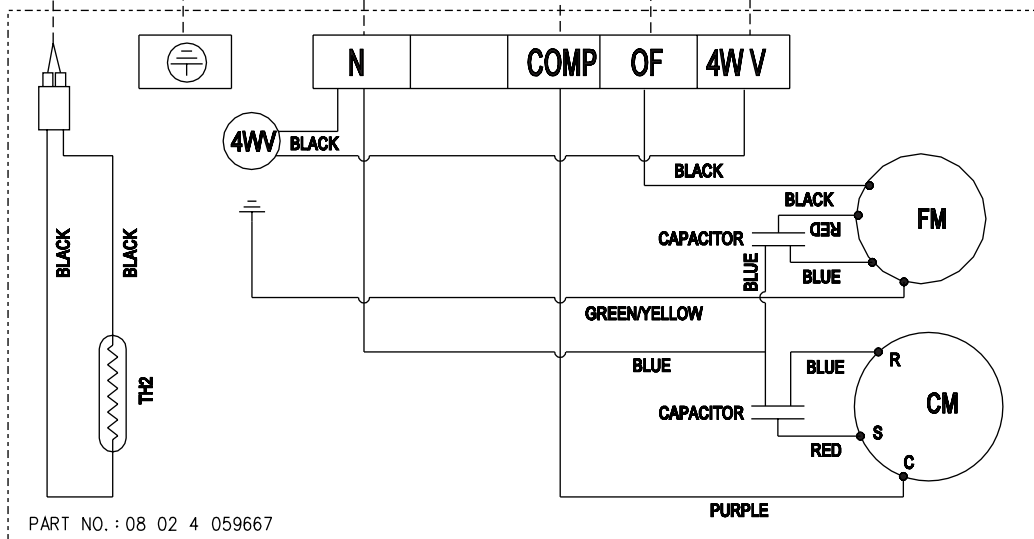 N COMP OF 4WV
4WV
BLACK
BLACK
BLACK
RED
FM
CAPACITOR
BLACK
BLACK
BLUE
BLUE
GREEN/YELLOW
BLUE
BLUE
R
TH2
CM
CAPACITOR
S
RED
C
PURPLE
PART NO.: 08 02 4 059667